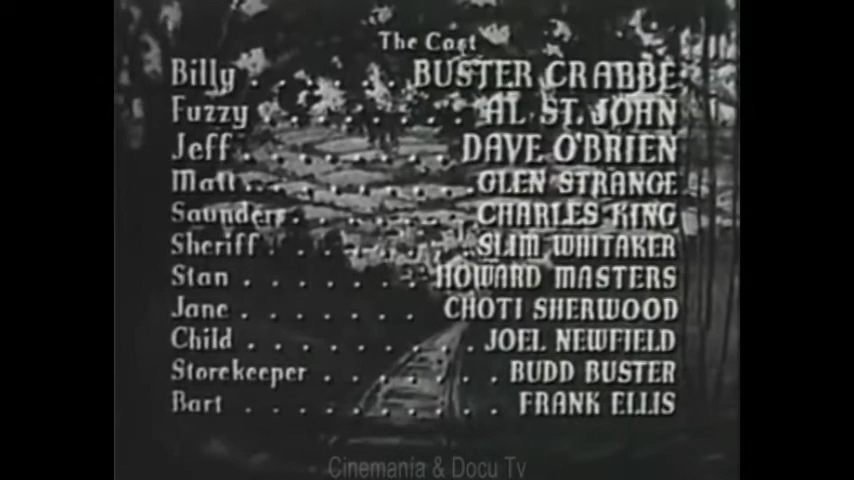 The Cast
Billy . . . . . . BUSTER CRABBE
Fuzzy . . . . . . . . AL ST. JOHN
Jeff . . . . . . . . DAVE O'BRIEN
Matt . . . . . . . . GLEN STRANGE
Saunders . . . . . . CHARLES KING
Sheriff . . . . . . . SLIM WHITAKER
Stan . . . . . . . HOWARD MASTERS
Jane . . . . . . . CHOTI SHERWOOD
Child . . . . . . . . . JOEL NEWFIELD
Storekeeper . . . . . . . BUDD BUSTER
Bart . . . . . . . . . . FRANK ELLIS
Cinemania & Docu Tv